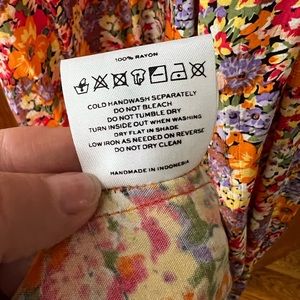 100% RAYON
COLD HANDWASH SEPARATELY
DO NOT BLEACH
DO NOT TUMBLE DRY
TURN INSIDE OUT WHEN WASHING
DRY FLAT IN SHADE
LOW IRON AS NEEDED ON REVERSE
DO NOT DRY CLEAN
HANDMADE IN INDONESIA